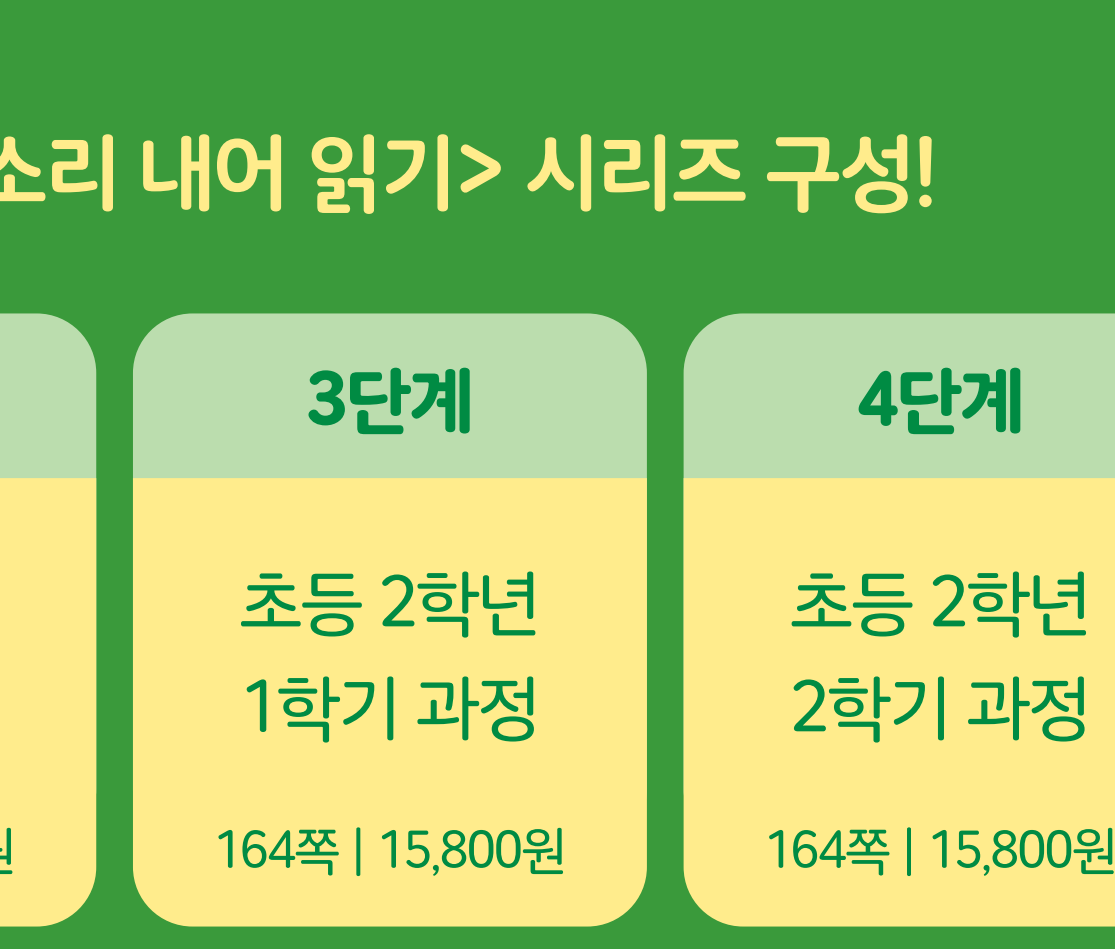 소리 내어 읽기> 시리즈 구성!
3단계
초등 2학년
1학기 과정
164쪽 | 15,800원
4단계
초등 2학년
2학기 과정
164쪽 | 15,800원